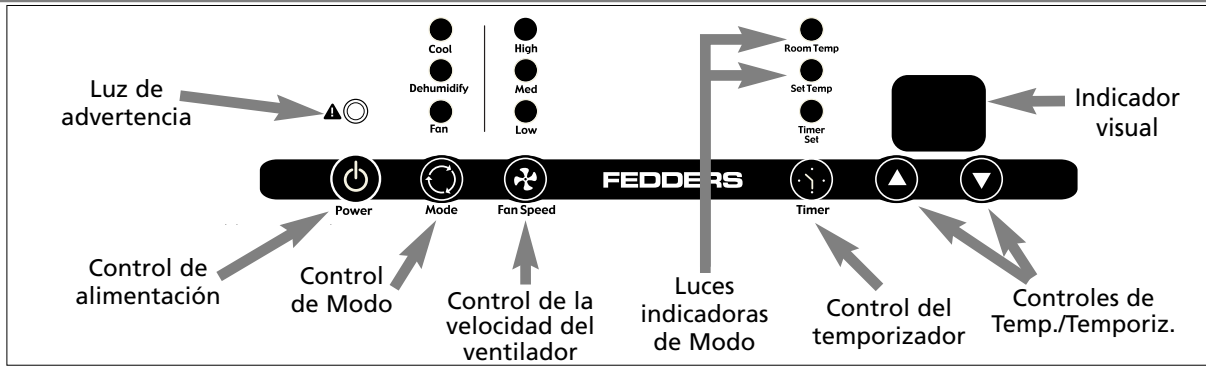 Cool
High
Room Temp
Luz de
advertencia
Dehumidify
Med
Set Temp
Indicador
visual
Fan
Low
Timer
Set
FEDDERS
Power
Mode
Fan Speed
Timer
Control de
alimentación
Control
de Modo
Control de la
velocidad del
ventilador
Luces
indicadoras
de Modo
Control del
temporizador
Controles de
Temp./Temporiz.